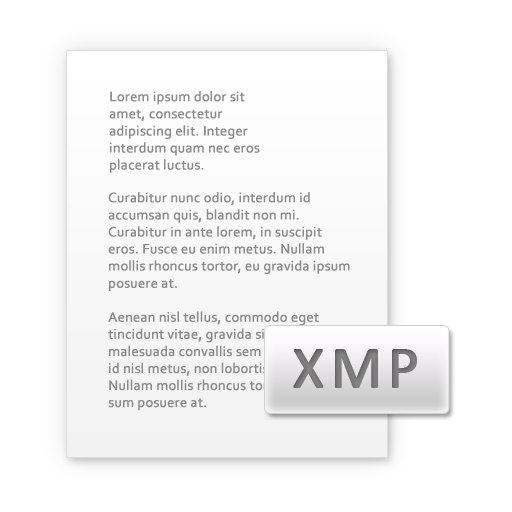 Lorem ipsum dolor sit
amet, consectetur
adipiscing elit. Integer
interdum quam nec eros
placerat luctus.
Curabitur nunc odio, interdum id
accumsan quis, blandit non mi.
Curabitur in ante lorem, in suscipit
eros. Fusce eu enim metus. Nullam
mollis rhoncus tortor, eu gravida ipsum
posuere at.
Aenean nisl tellus, commodo eget
tincidunt vitae, gravida
malesuada convallis sem
id nisl metus, non
Nullam mollis rhoncus
sum posuere at.
XMP